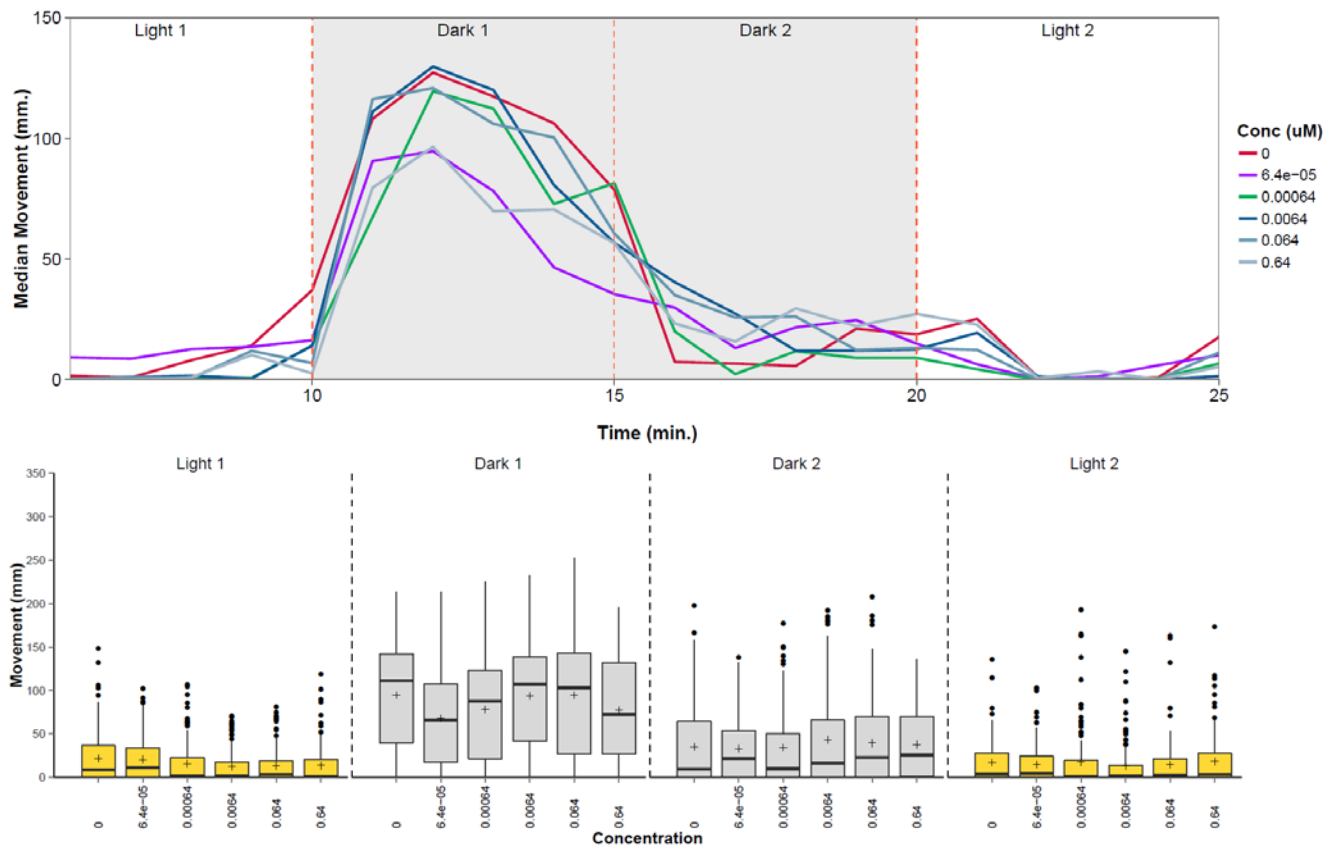 150
Light 1 Dark 1 Dark 2 Light 2
100
50
0
Median Movement (mm.)
10 15 20 25
Time (min.)
Conc (uM)
0
6.4e−05
0.00064
0.0064
0.064
0.64
Light 1 Dark 1 Dark 2 Light 2
350
300
250
200
150
100
50
0
Movement (mm)
0 6.4e−05 0.00064 0.0064 0.064 0.64 0 6.4e−05 0.00064 0.0064 0.064 0.64 0 6.4e−05 0.00064 0.0064 0.064 0.64 0 6.4e−05 0.00064 0.0064 0.064 0.64
Concentration